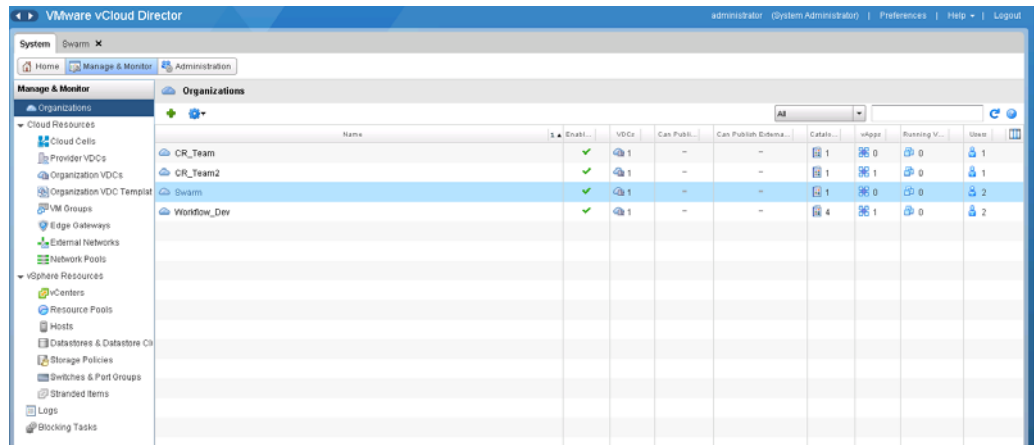 VMware vCloud Director
administrator (System Administrator) | Preferences | Help | Logout
System Swarm
Home Manage & Monitor Administration
Manage & Monitor
Organizations
Cloud Resources
Cloud Cells
Provider VDCs
Organization VDCs
Organization VDC Templat
VM Groups
Edge Gateways
External Networks
Network Pools
vSphere Resources
vCenters
Resource Pools
Hosts
Datastores & Datastore Clu
Storage Policies
Switches & Port Groups
Stranded Items
Logs
Blocking Tasks
Organizations
All
Name 1 Enabl... VDCs Can Publi... Can Publish Externa... Catalo... vApps Running V... Users
CR_Team 1 - - 1 0 0 1
CR_Team2 1 - - 1 1 0 1
Swarm 1 - - 1 0 0 2
Workflow_Dev 1 - - 4 1 0 2